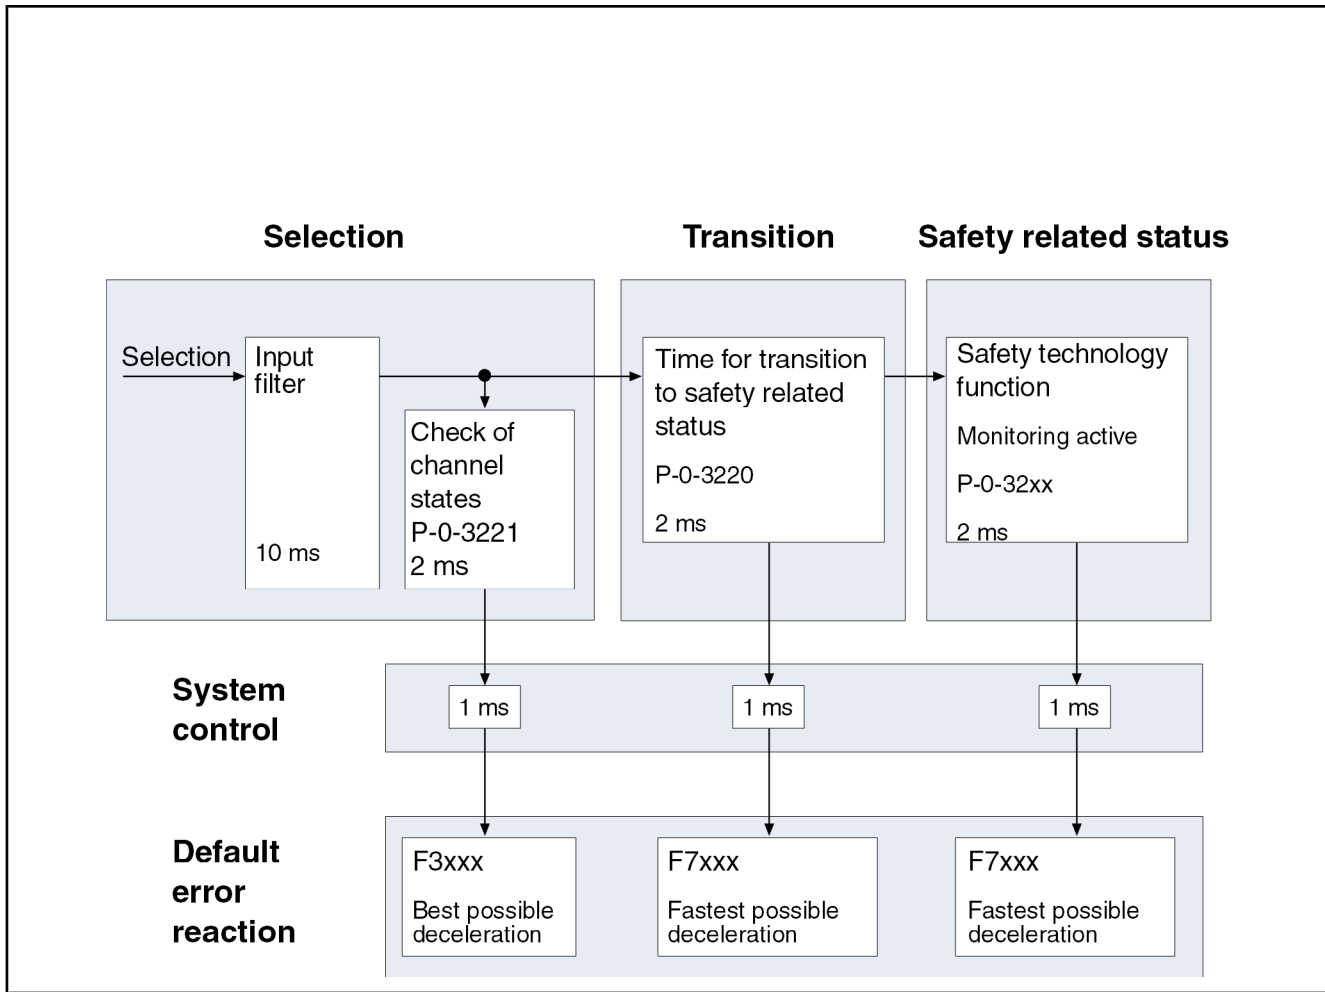 Selection
Transition
Safety related status
Selection
Input
filter
10 ms
Check of
channel
states
P-0-3221
2 ms
Time for transition
to safety related
status
P-0-3220
2 ms
Safety technology
function
Monitoring active
P-0-32xx
2 ms
System
control
1 ms
1 ms
1 ms
Default
error
reaction
F3xxx
Best possible
deceleration
F7xxx
Fastest possible
deceleration
F7xxx
Fastest possible
deceleration